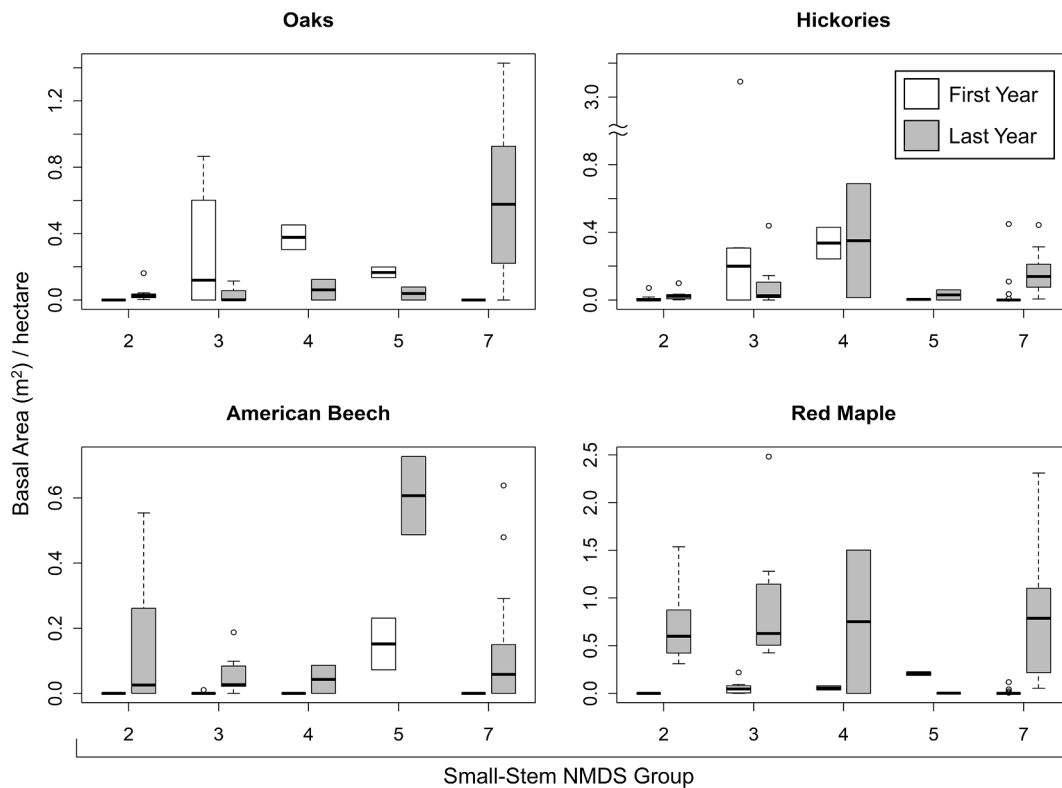 Oaks
0.0 0.4 0.8 1.2
2 3 4 5 7
Hickories
0.0 0.4 0.8 3.0
2 3 4 5 7
First Year
Last Year
American Beech
0.0 0.2 0.4 0.6
2 3 4 5 7
Red Maple
0.0 0.5 1.0 1.5 2.0 2.5
2 3 4 5 7
Basal Area (m²) / hectare
Small-Stem NMDS Group